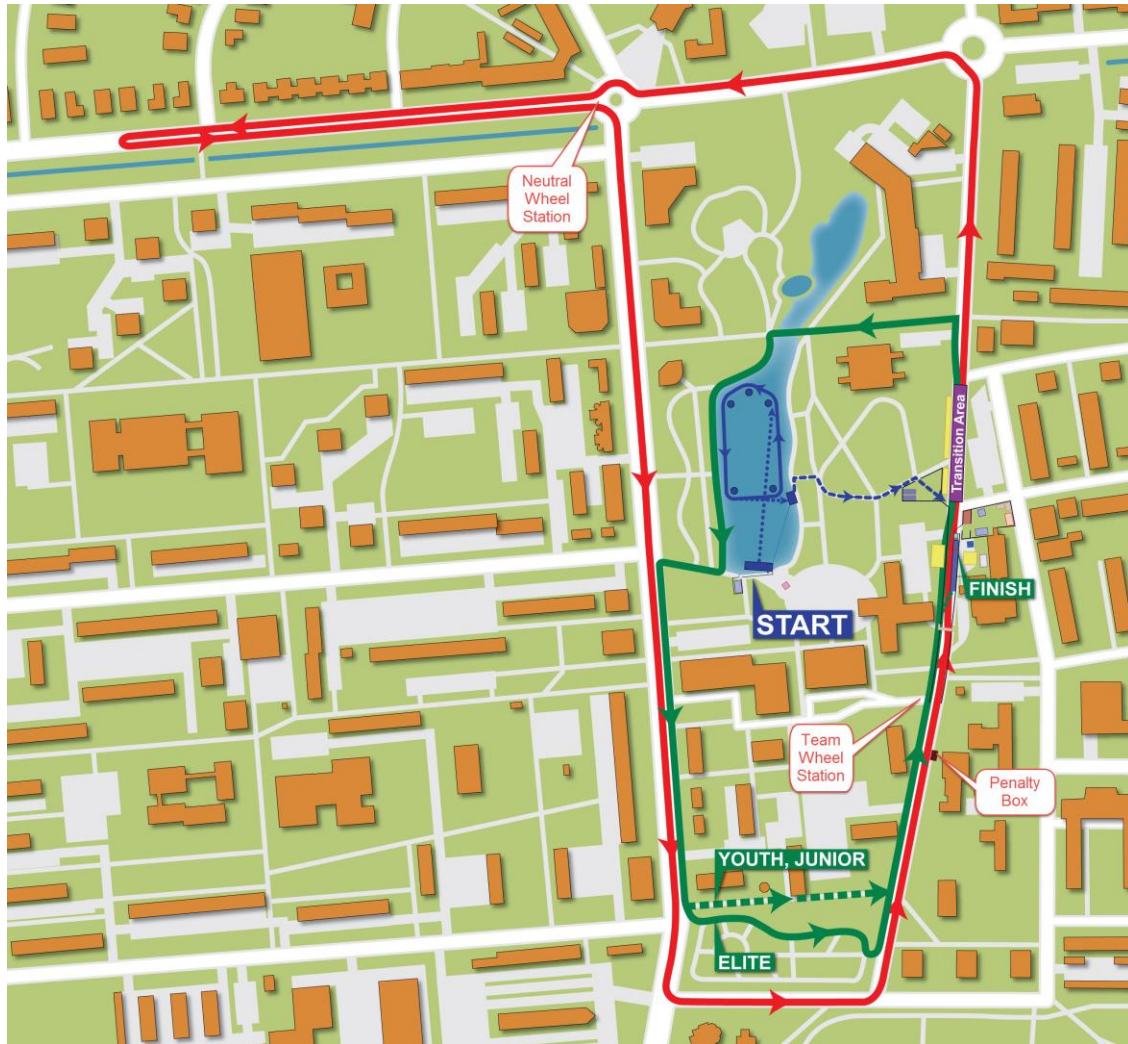 Neutral
Wheel
Station
Transition Area
FINISH
START
Team
Wheel
Station
Penalty
Box
YOUTH, JUNIOR
ELITE